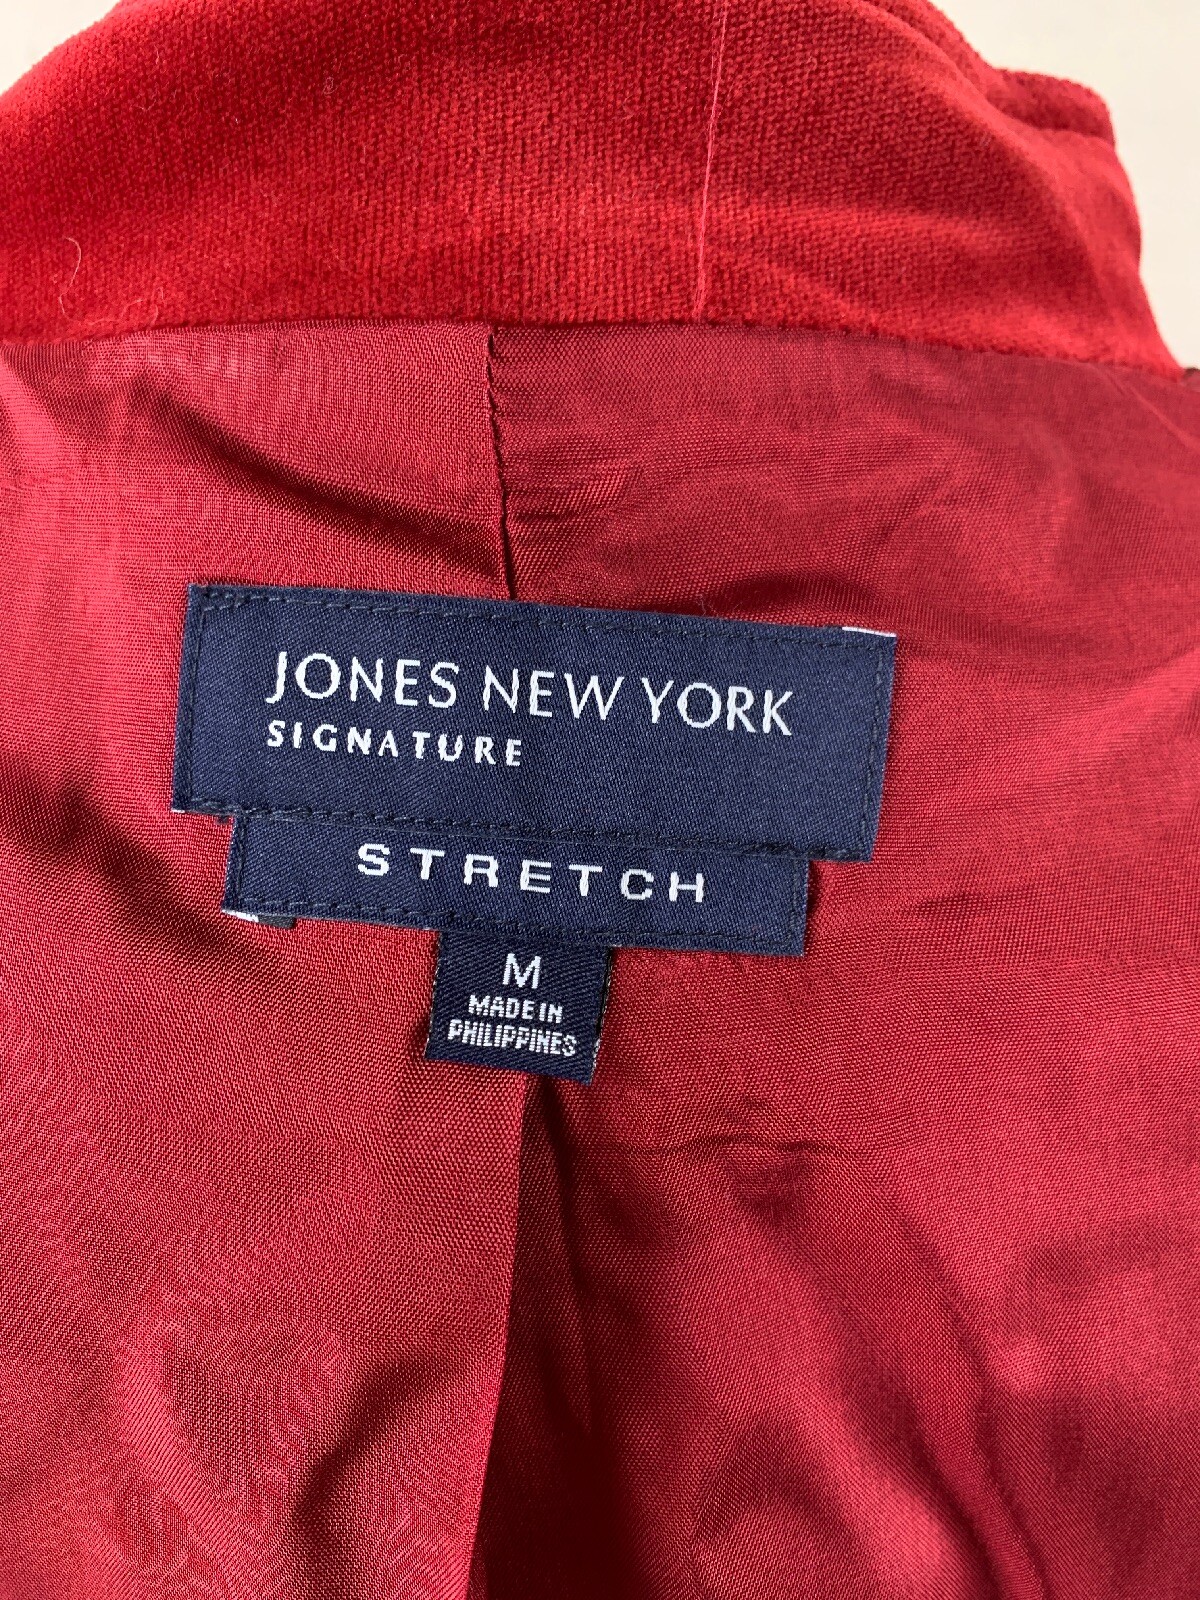 JONES NEW YORK
SIGNATURE
STRETCH
M
MADE IN
PHILIPPINES